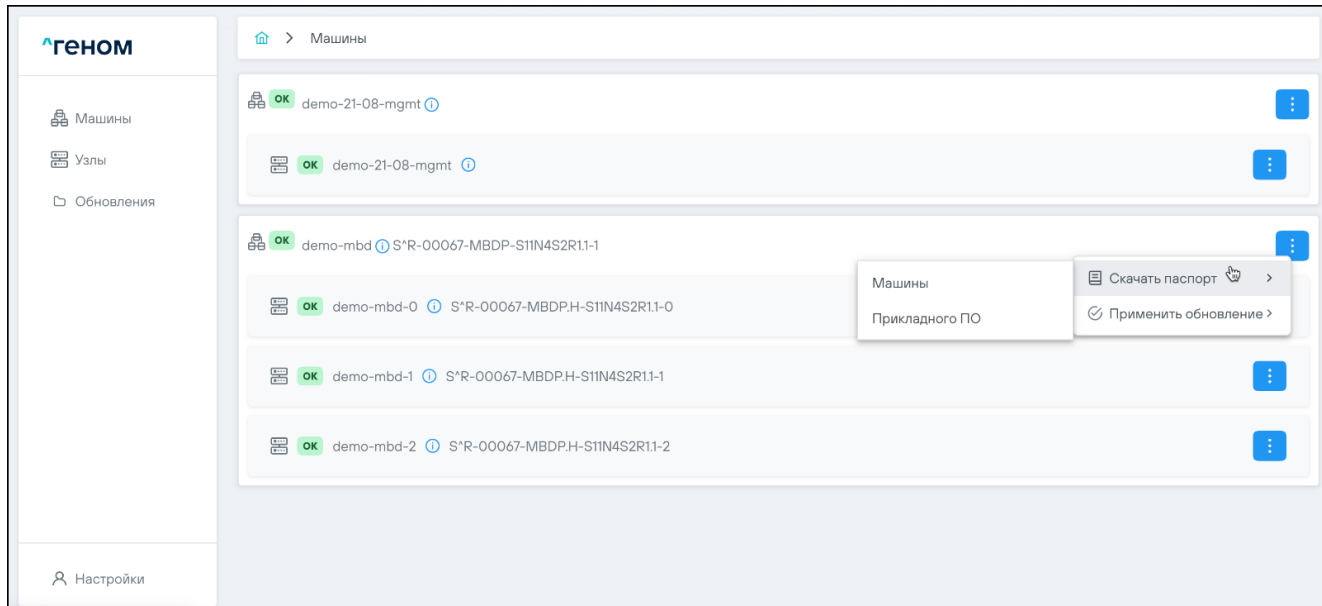 ^геном
Машины
Машины
Узлы
Обновления
Настройки
OK demo-21-08-mgmt
OK demo-21-08-mgmt
OK demo-mbd S^R-00067-MBDP-S11N4S2R1.1-1
OK demo-mbd-0 S^R-00067-MBDP.H-S11N4S2R1.1-0
OK demo-mbd-1 S^R-00067-MBDP.H-S11N4S2R1.1-1
OK demo-mbd-2 S^R-00067-MBDP.H-S11N4S2R1.1-2
Скачать паспорт
Применить обновление
Машины
Прикладного ПО